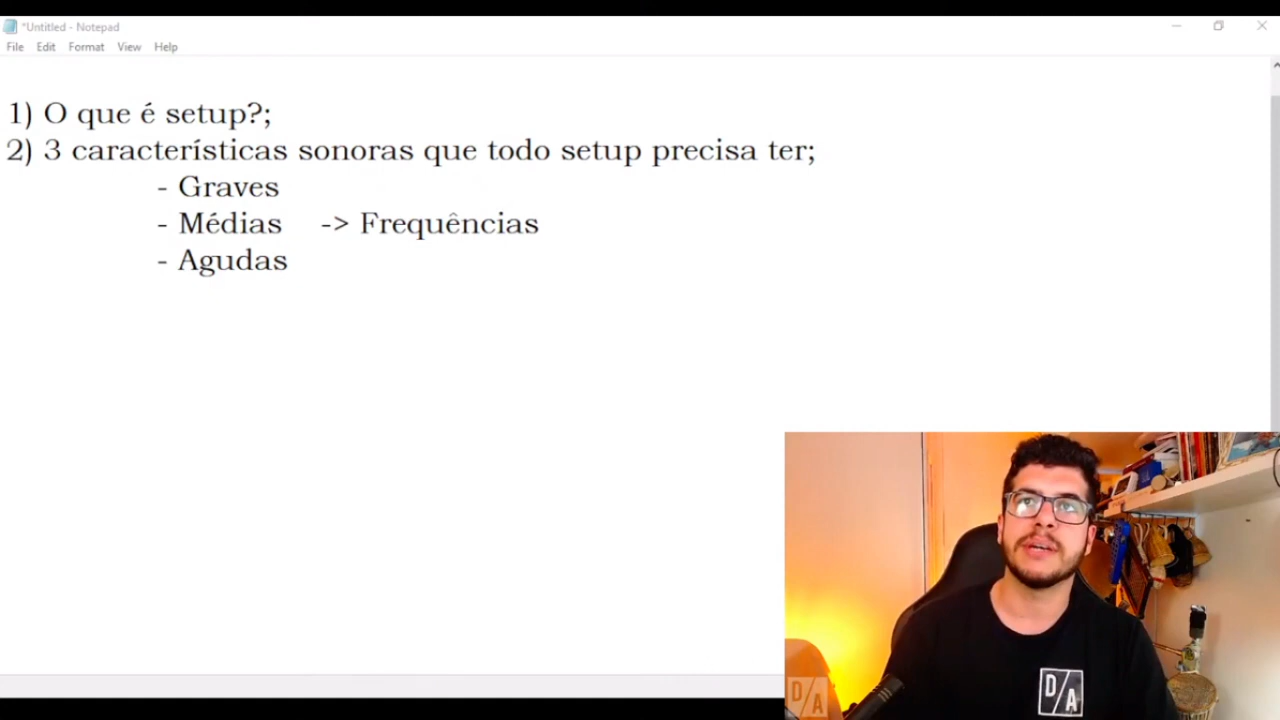 *Untitled - Notepad
File Edit Format View Help
1) O que é setup?;
2) 3 características sonoras que todo setup precisa ter;
- Graves
- Médias -> Frequências
- Agudas
D/A
D/A